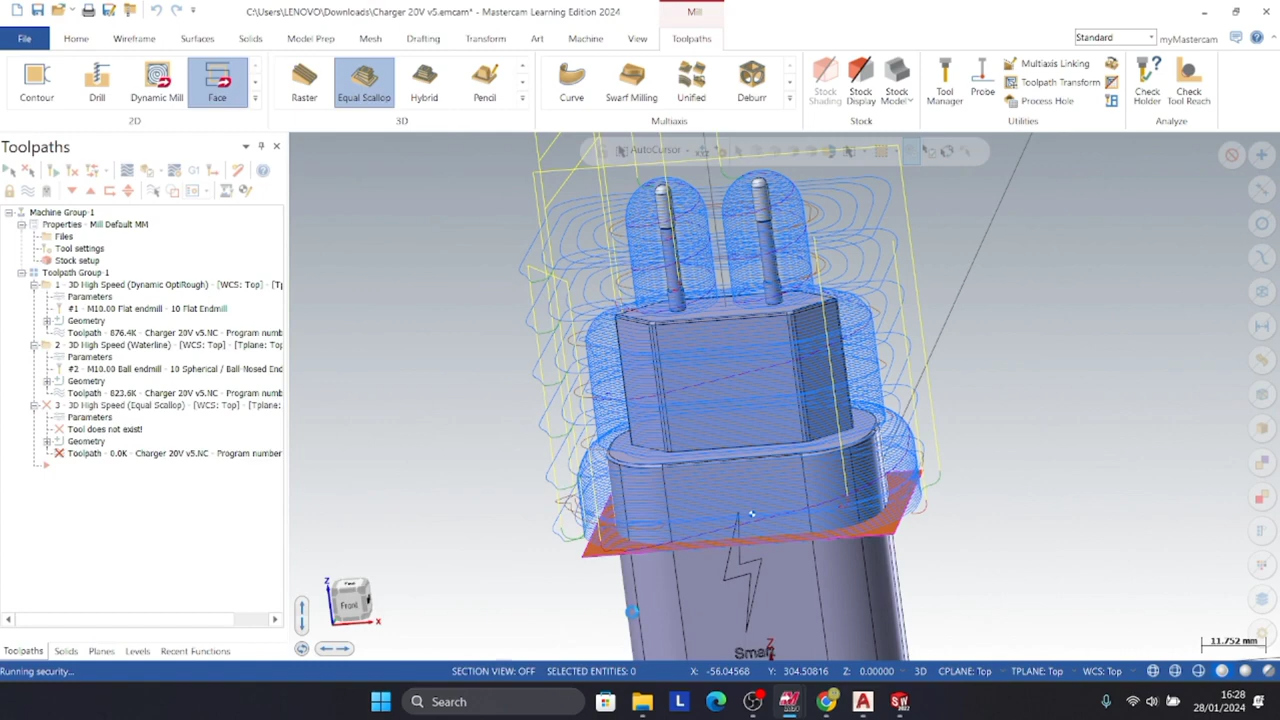 C:\Users\LENOVO\Downloads\Charger 20V v5.emcam* - Mastercam Learning Edition 2024
Mill
File Home Wireframe Surfaces Solids Model Prep Mesh Drafting Transform Art Machine View Toolpaths
Standard myMastercam
Contour Drill Dynamic Mill Face
2D
Raster Equal Scallop Hybrid Pencil
3D
Curve Swarf Milling Unified Deburr
Multiaxis
Stock Shading
Stock Display
Stock Model
Stock
Tool Manager
Probe
Multiaxis Linking
Toolpath Transform
Process Hole
Utilities
Check Holder
Check Tool Reach
Analyze
Toolpaths
AutoCursor
G1
Machine Group-1
Properties - Mill Default MM
Files
Tool settings
Stock setup
Toolpath Group-1
1 - 3D High Speed (Dynamic OptiRough) - [WCS: Top] - [Tp
Parameters
#1 - M10.00 Flat endmill - 10 Flat Endmill
Geometry
Toolpath - 876.4K - Charger 20V v5.NC - Program numb
2 - 3D High Speed (Waterline) - [WCS: Top] - [Tplane: Top
Parameters
#2 - M10.00 Ball endmill - 10 Spherical / Ball-Nosed End
Geometry
Toolpath - 823.6K - Charger 20V v5.NC - Program numb
3 - 3D High Speed (Equal Scallop) - [WCS: Top] - [Tplane:
Parameters
Tool does not exist!
Geometry
Toolpath - 0.0K - Charger 20V v5.NC - Program number
Smar
Z
Z
Front
X
11.752 mm
Toolpaths Solids Planes Levels Recent Functions
Running security... SECTION VIEW: OFF SELECTED ENTITIES: 0 X: -56.04568 Y: 304.50816 Z: 0.00000 3D CPLANE: Top TPLANE: Top WCS: Top
Search
16:28
28/01/2024